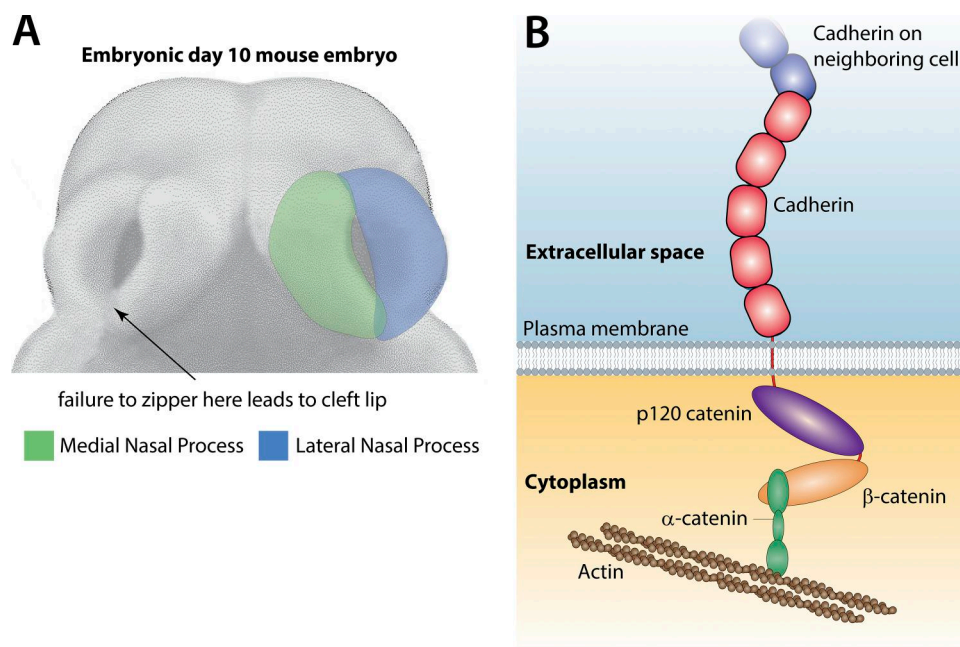 A
Embryonic day 10 mouse embryo
failure to zipper here leads to cleft lip
Medial Nasal Process
Lateral Nasal Process
B
Cadherin on
neighboring cell
Cadherin
Extracellular space
Plasma membrane
p120 catenin
Cytoplasm
β-catenin
α-catenin
Actin